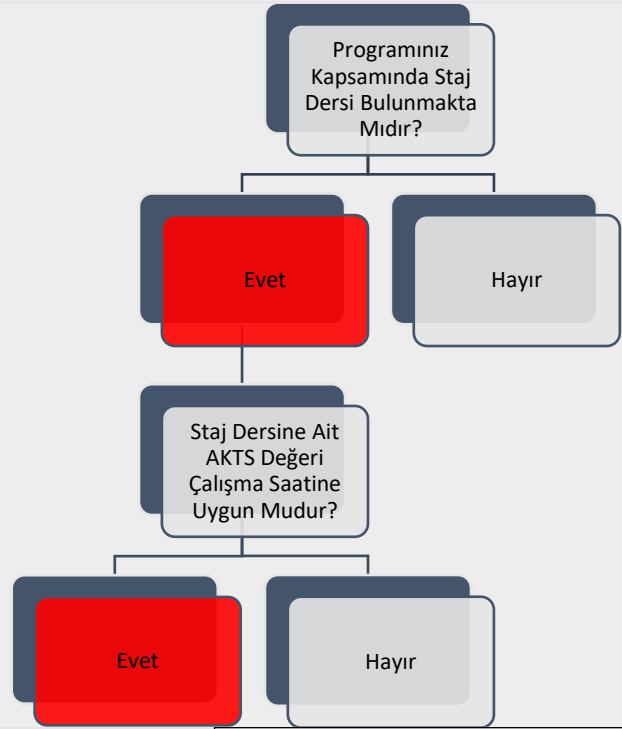 Programınız
Kapsamında Staj
Dersi Bulunmakta
Mıdır?
Evet
Hayır
Staj Dersine Ait
AKTS Değeri
Çalışma Saatine
Uygun Mudur?
Evet
Hayır